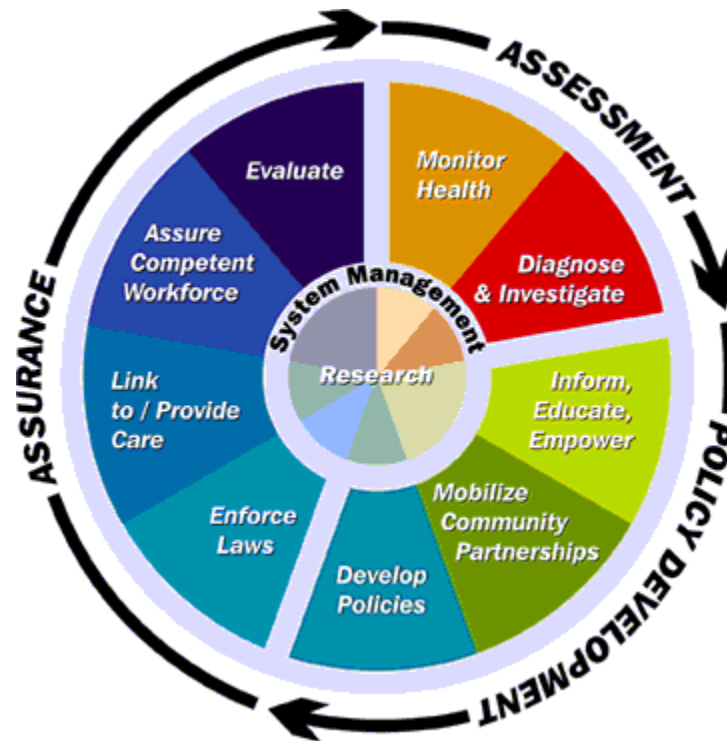 ASSESSMENT
POLICY DEVELOPMENT
ASSURANCE
Monitor
Health
Diagnose
& Investigate
Inform,
Educate,
Empower
Mobilize
Community
Partnerships
Develop
Policies
Enforce
Laws
Link
to / Provide
Care
Assure
Competent
Workforce
Evaluate
System Management
Research